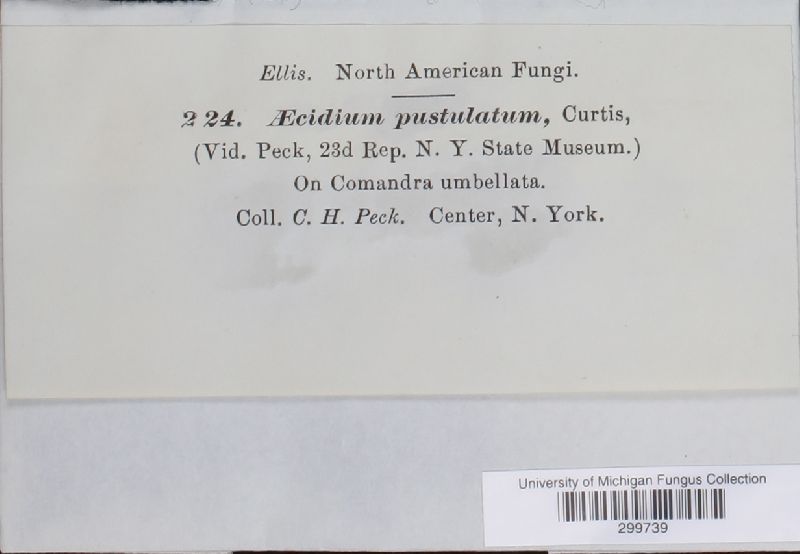 Ellis. North American Fungi.
224. Æcidium pustulatum, Curtis,
(Vid. Peck, 23d Rep. N. Y. State Museum.)
On Comandra umbellata.
Coll. C. H. Peck. Center, N. York.
University of Michigan Fungus Collection
299739